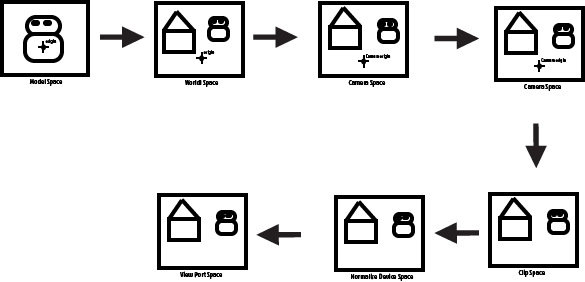 origin
Model Space
origin
World Space
Camera origin
Camera Space
Camera origin
Camera Space
View Port Space
Normalize Device Space
Clip Space